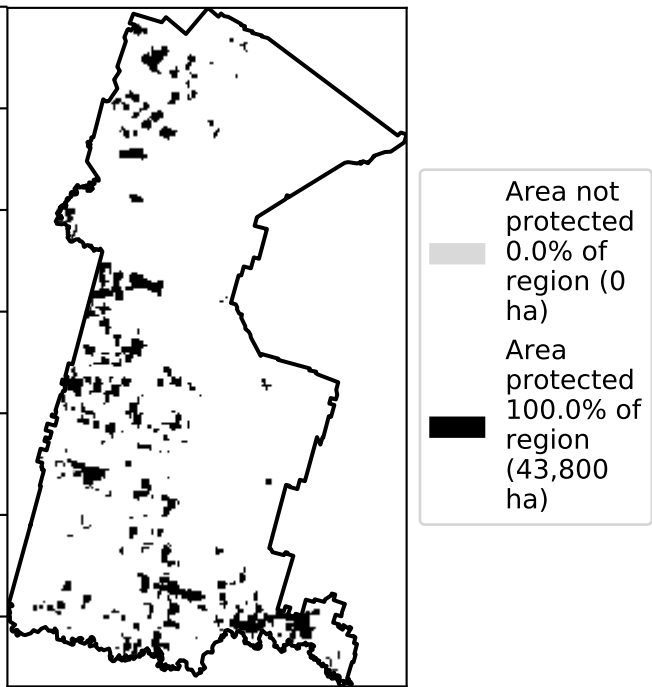 Area not
protected
0.0% of
region (0
ha)
Area
protected
100.0% of
region
(43,800
ha)